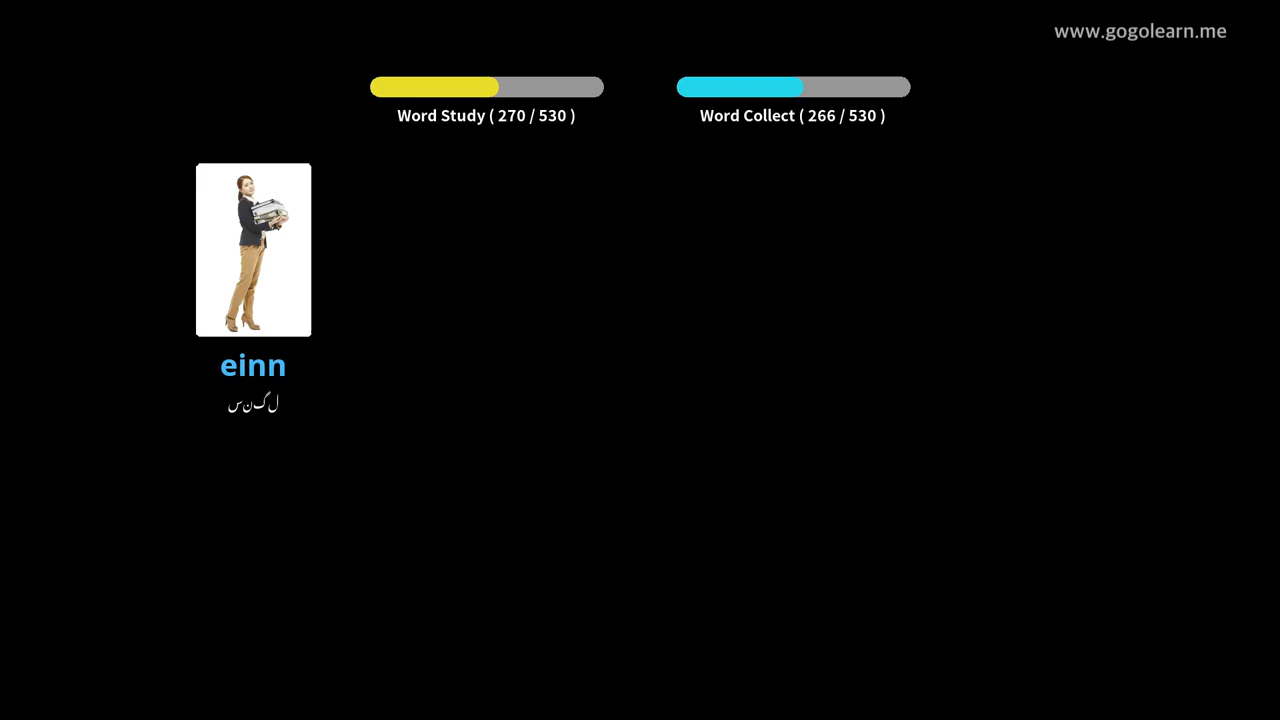 www.gogolearn.me
Word Study ( 270 / 530 )
Word Collect ( 266 / 530 )
einn
ل گ ن س